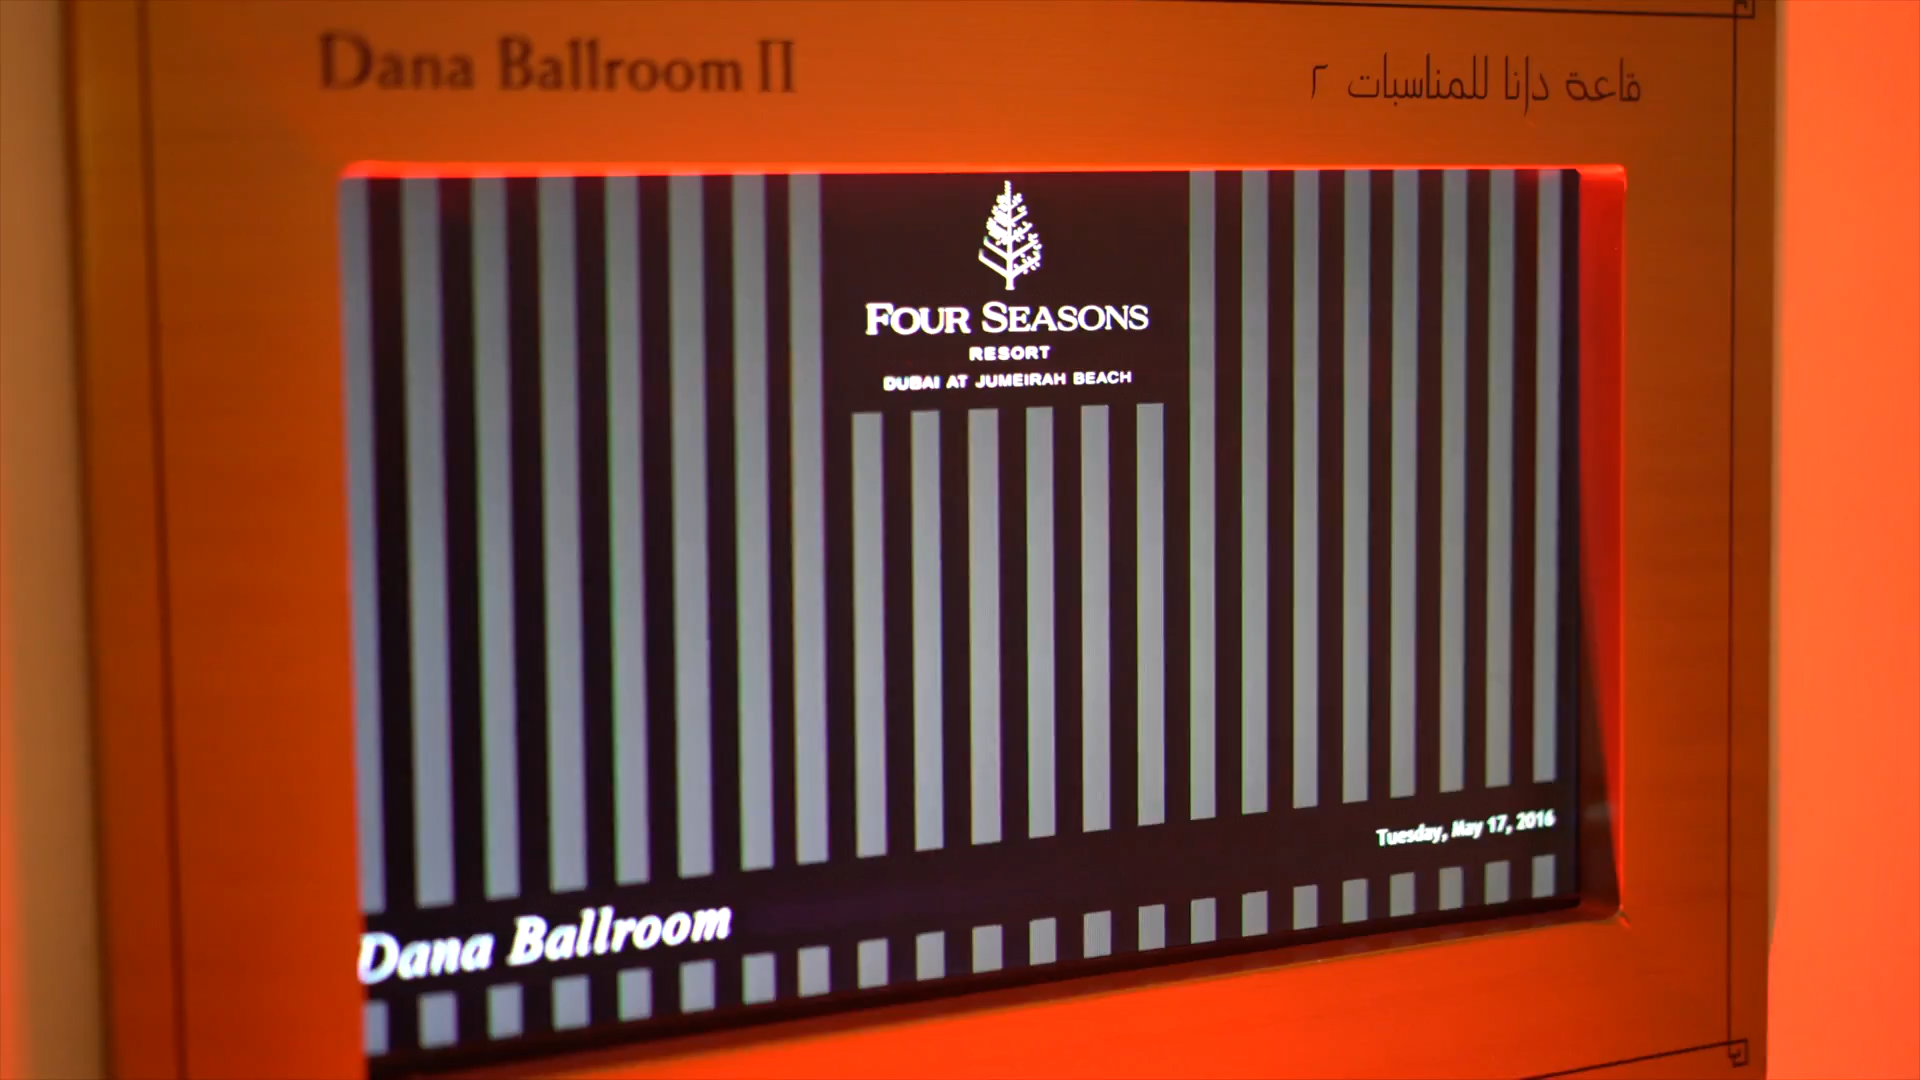 Dana Ballroom II
قاعة دانا للمناسبات ٢
FOUR SEASONS
RESORT
DUBAI AT JUMEIRAH BEACH
Tuesday, May 17, 2016
Dana Ballroom